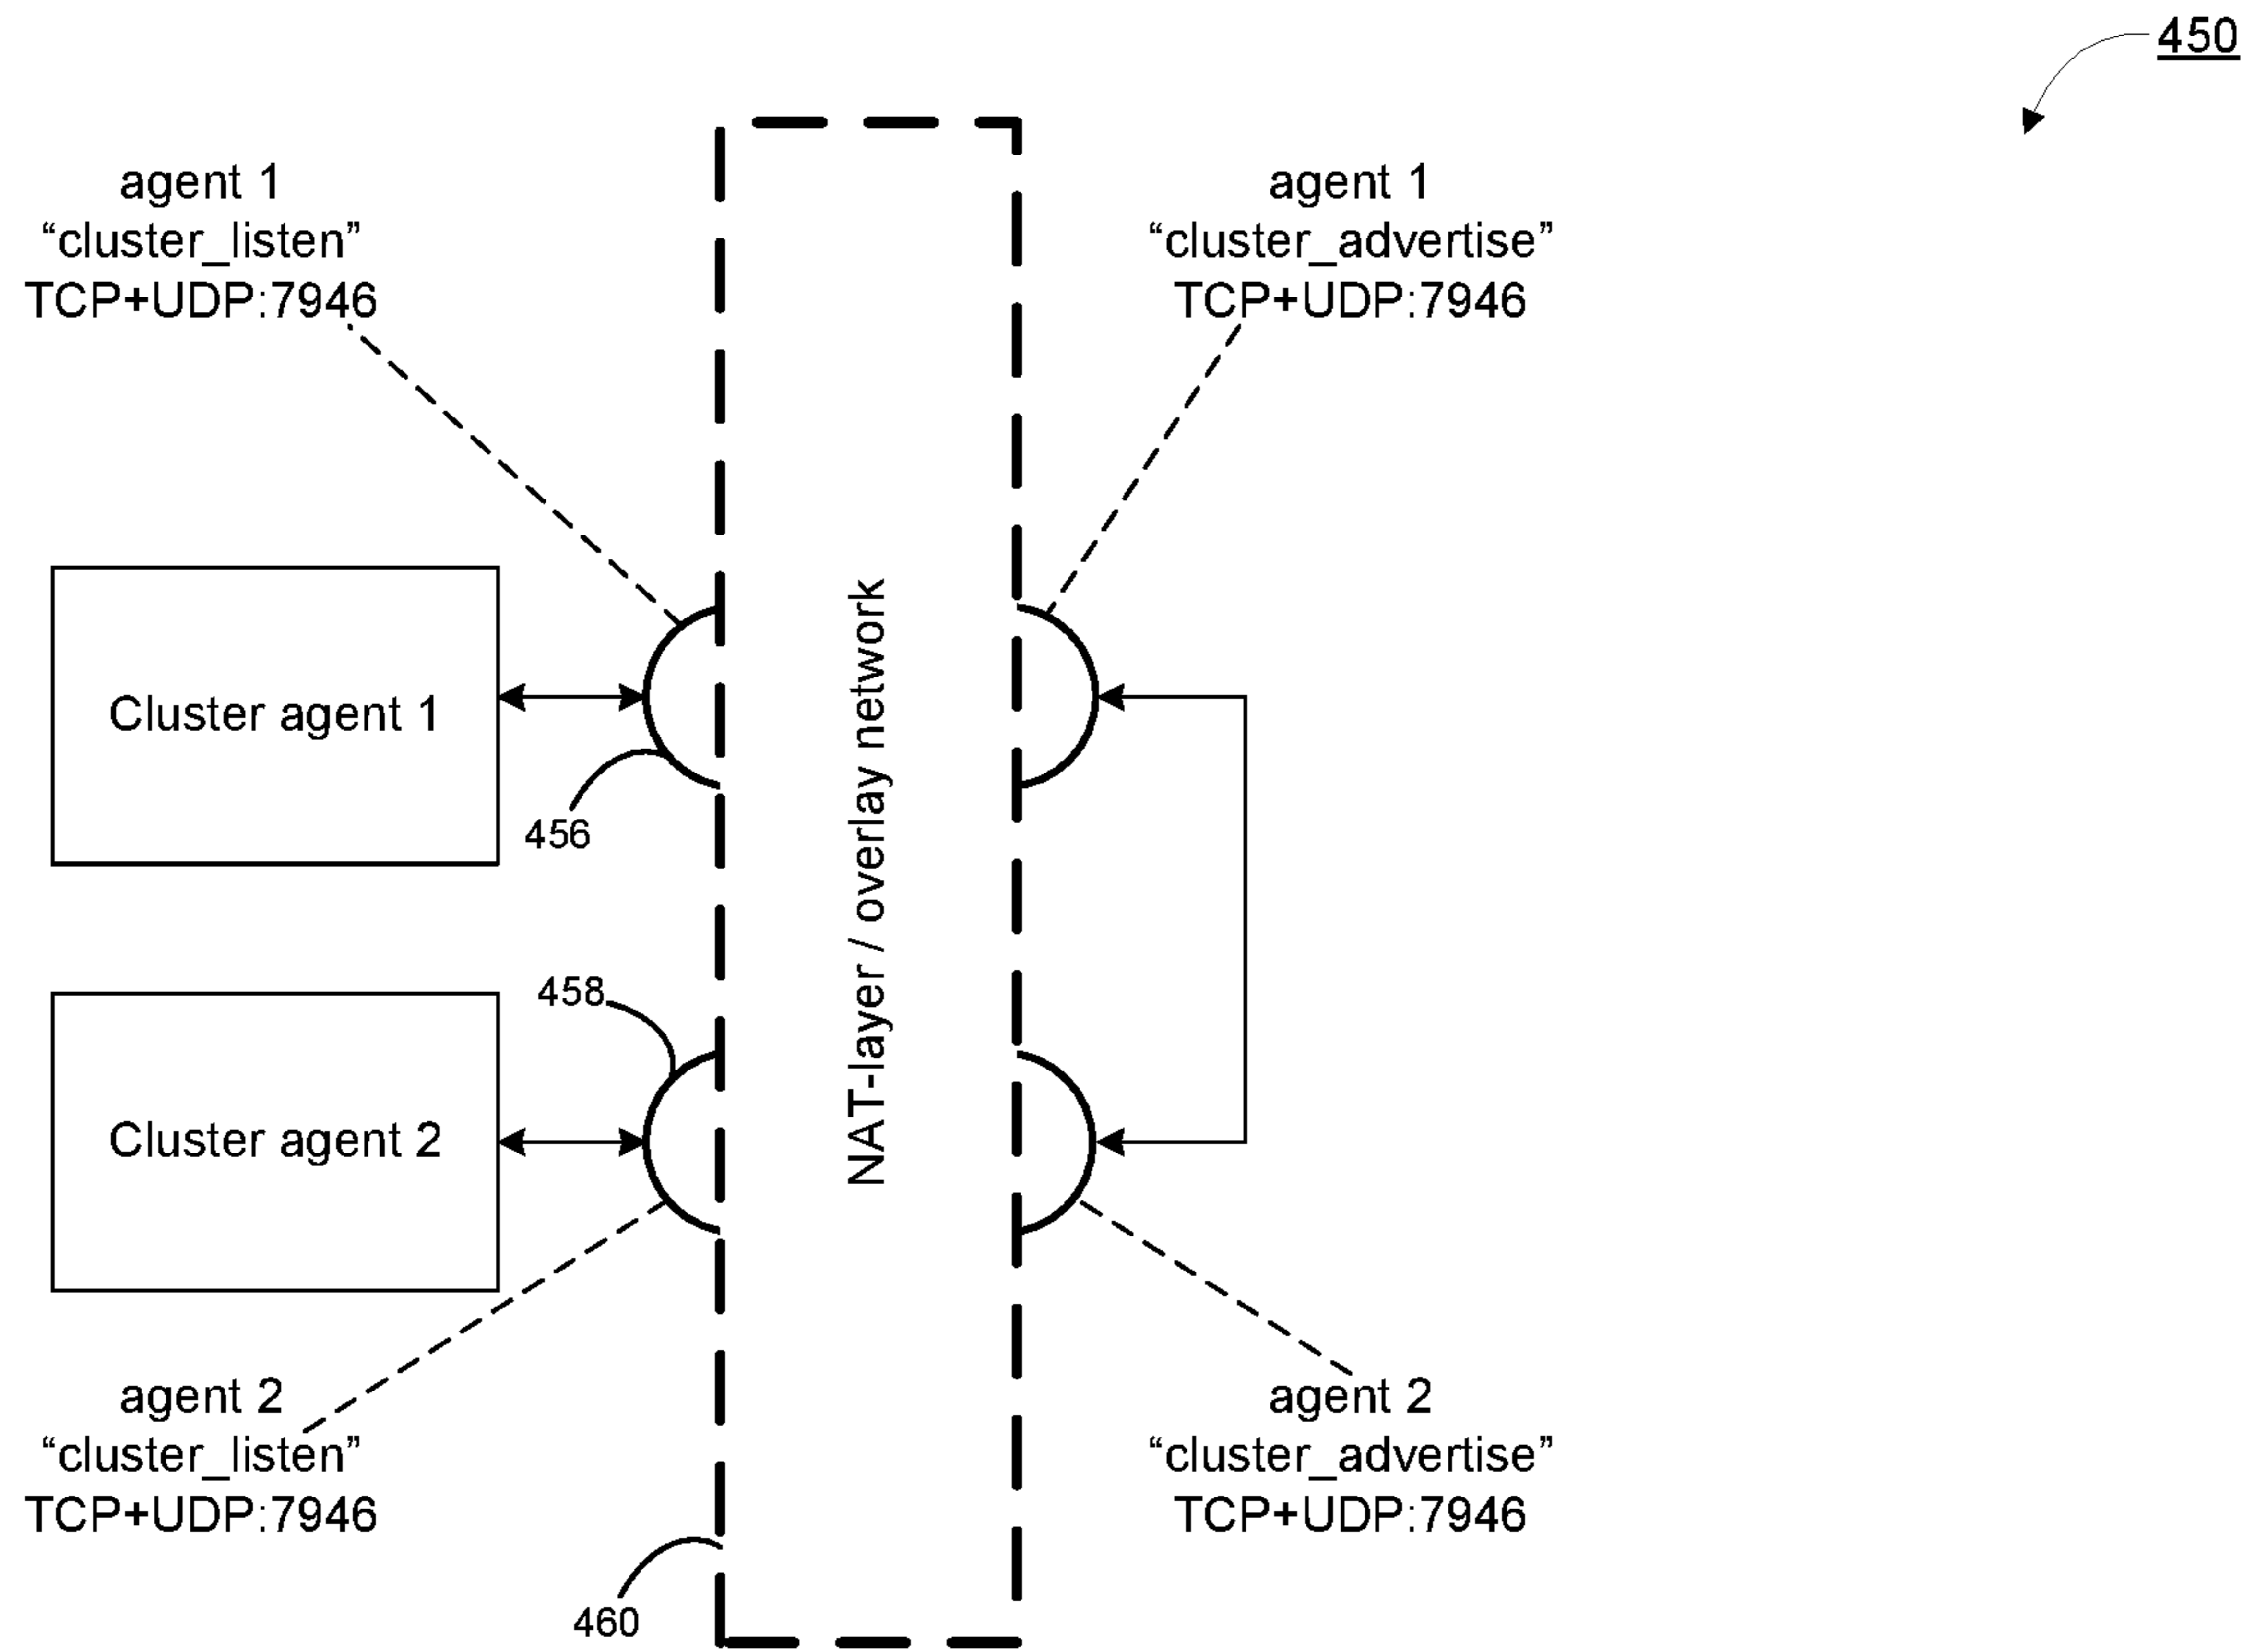 450
agent 1
“cluster_listen”
TCP+UDP:7946
agent 1
“cluster_advertise”
TCP+UDP:7946
Cluster agent 1
456
NAT-layer / overlay network
458
Cluster agent 2
agent 2
“cluster_listen”
TCP+UDP:7946
agent 2
“cluster_advertise”
TCP+UDP:7946
460